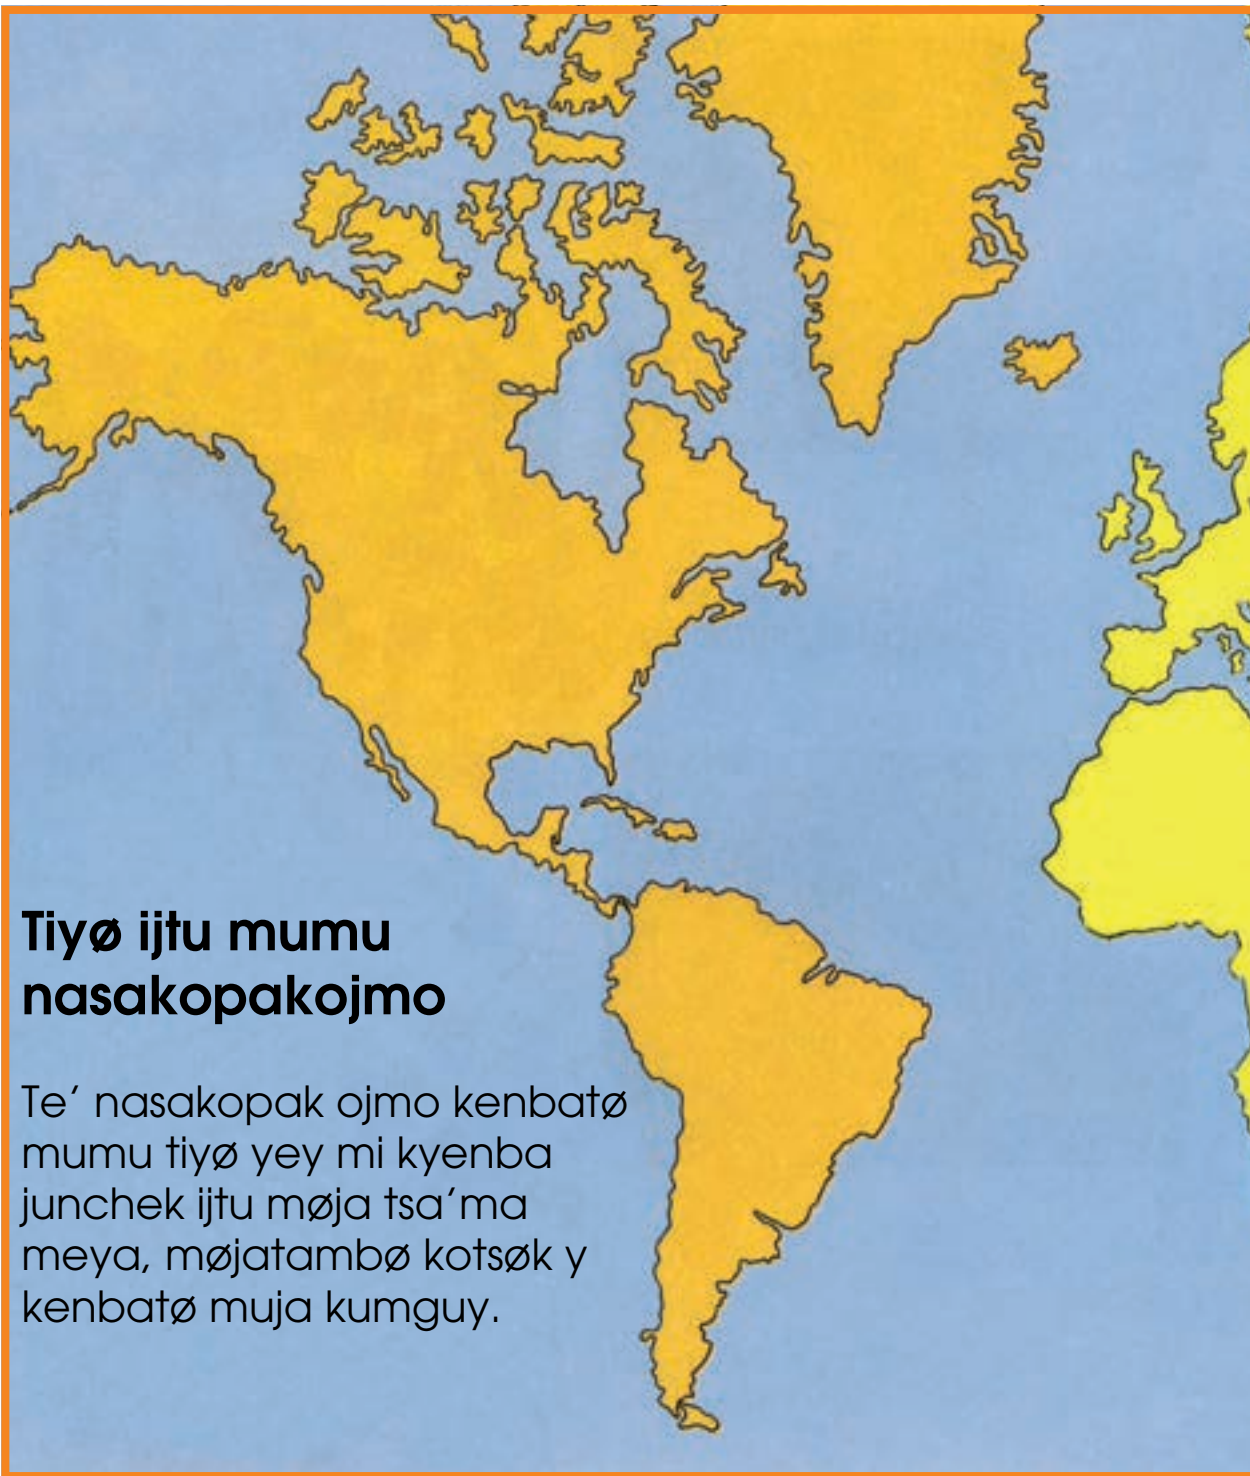 Tiyø ijtu mumu
nasakopakojmo
Te’ nasakopak ojmo kenbatø
mumu tiyø yey mi kyenba
junchek ijtu møja tsa’ma
meya, møjatambø kotsøk y
kenbatø muja kumguy.